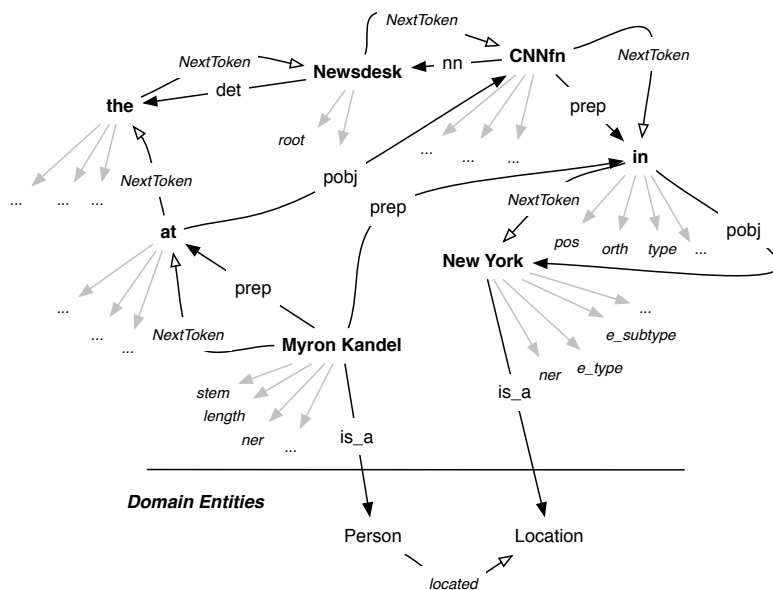 NextToken
CNNfn
NextToken
NextToken
Newsdesk
nn
the
det
prep
root
... ... ...
in
... ... ...
NextToken
pobj
NextToken
prep
pobj
at
pos orth type ...
New York
prep
...
...
...
...
NextToken
e_subtype
Myron Kandel
e_type
ner
stem
length
is_a
ner
...
is_a
Domain Entities
Person
Location
located